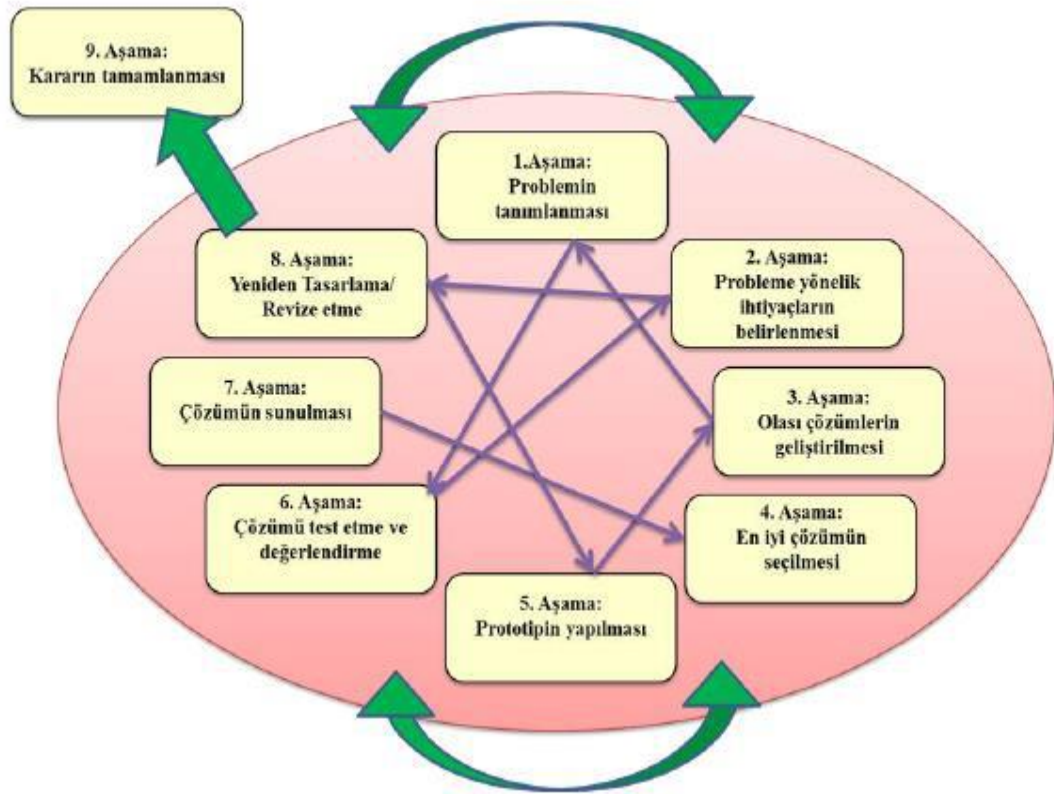 9. Aşama:
Kararın tamamlanması
1.Aşama:
Problemin
tanımlanması
2. Aşama:
Probleme yönelik
ihtiyaçların
belirlenmesi
3. Aşama:
Olası çözümlerin
geliştirilmesi
4. Aşama:
En iyi çözümün
seçilmesi
5. Aşama:
Prototipin yapılması
6. Aşama:
Çözümü test etme ve
değerlendirme
7. Aşama:
Çözümün sunulması
8. Aşama:
Yeniden Tasarlama/
Revize etme